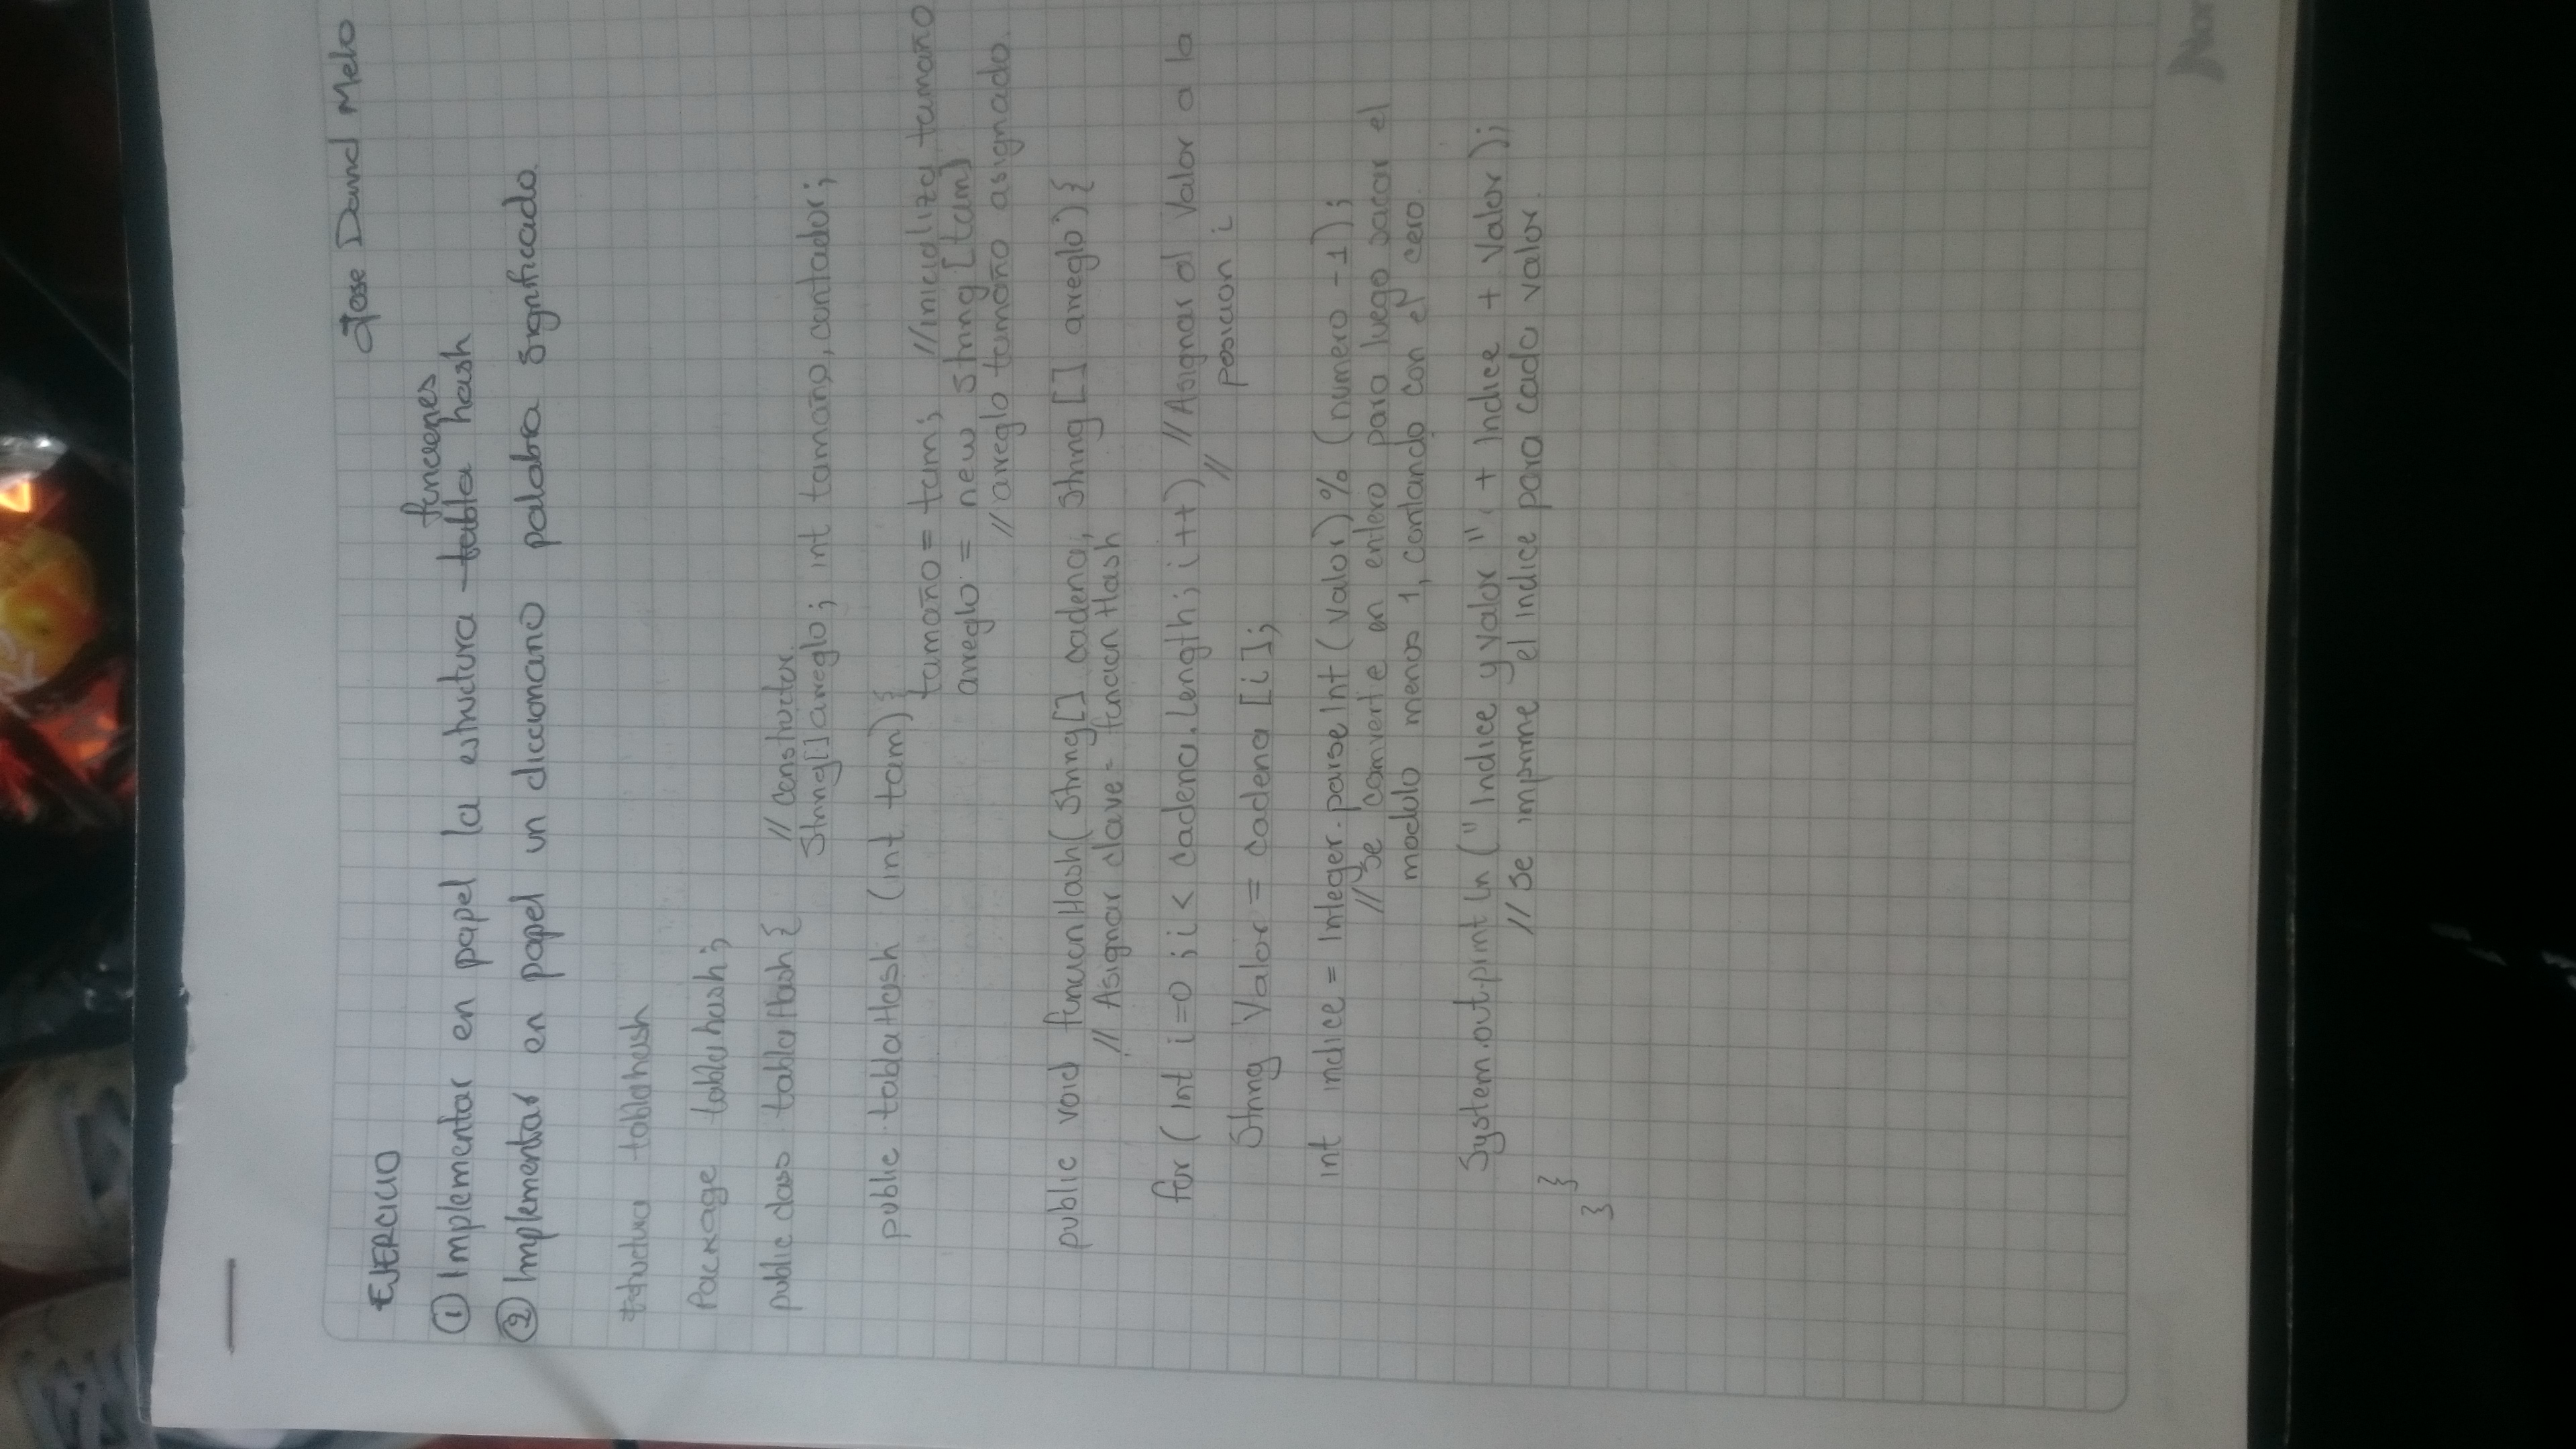 Jose David Melo
EJERCICIO
funciones
① Implementar en papel la estructura tabla hash
② Implementar en papel un diccionario palabra significado.
Estructura tablahash
Package tablahash;
public class tablaHash { // Constructor.
String[] arreglo; int tamaño, contador;
public tablaHash (int tam) {
tamaño = tam; //inicializa tamaño
arreglo = new string [tam]
// arreglo tamaño asignado.
public void funcionHash( String[] cadena, String [] arreglo) {
// Asignar clave = funcion Hash
for ( int i=0 ; i < cadena.length; i++) // Asignar al valor a la
// posicion i
String Valor = cadena [i];
int indice = Integer.parseInt (valor) % (numero -1);
// se converte en entero para luego sacar el
modulo menos 1, contando con el cero.
System.out.println ("Indice y valor " + Indice + Valor);
// se imprime el indice para cada valor.
}
}
Nor